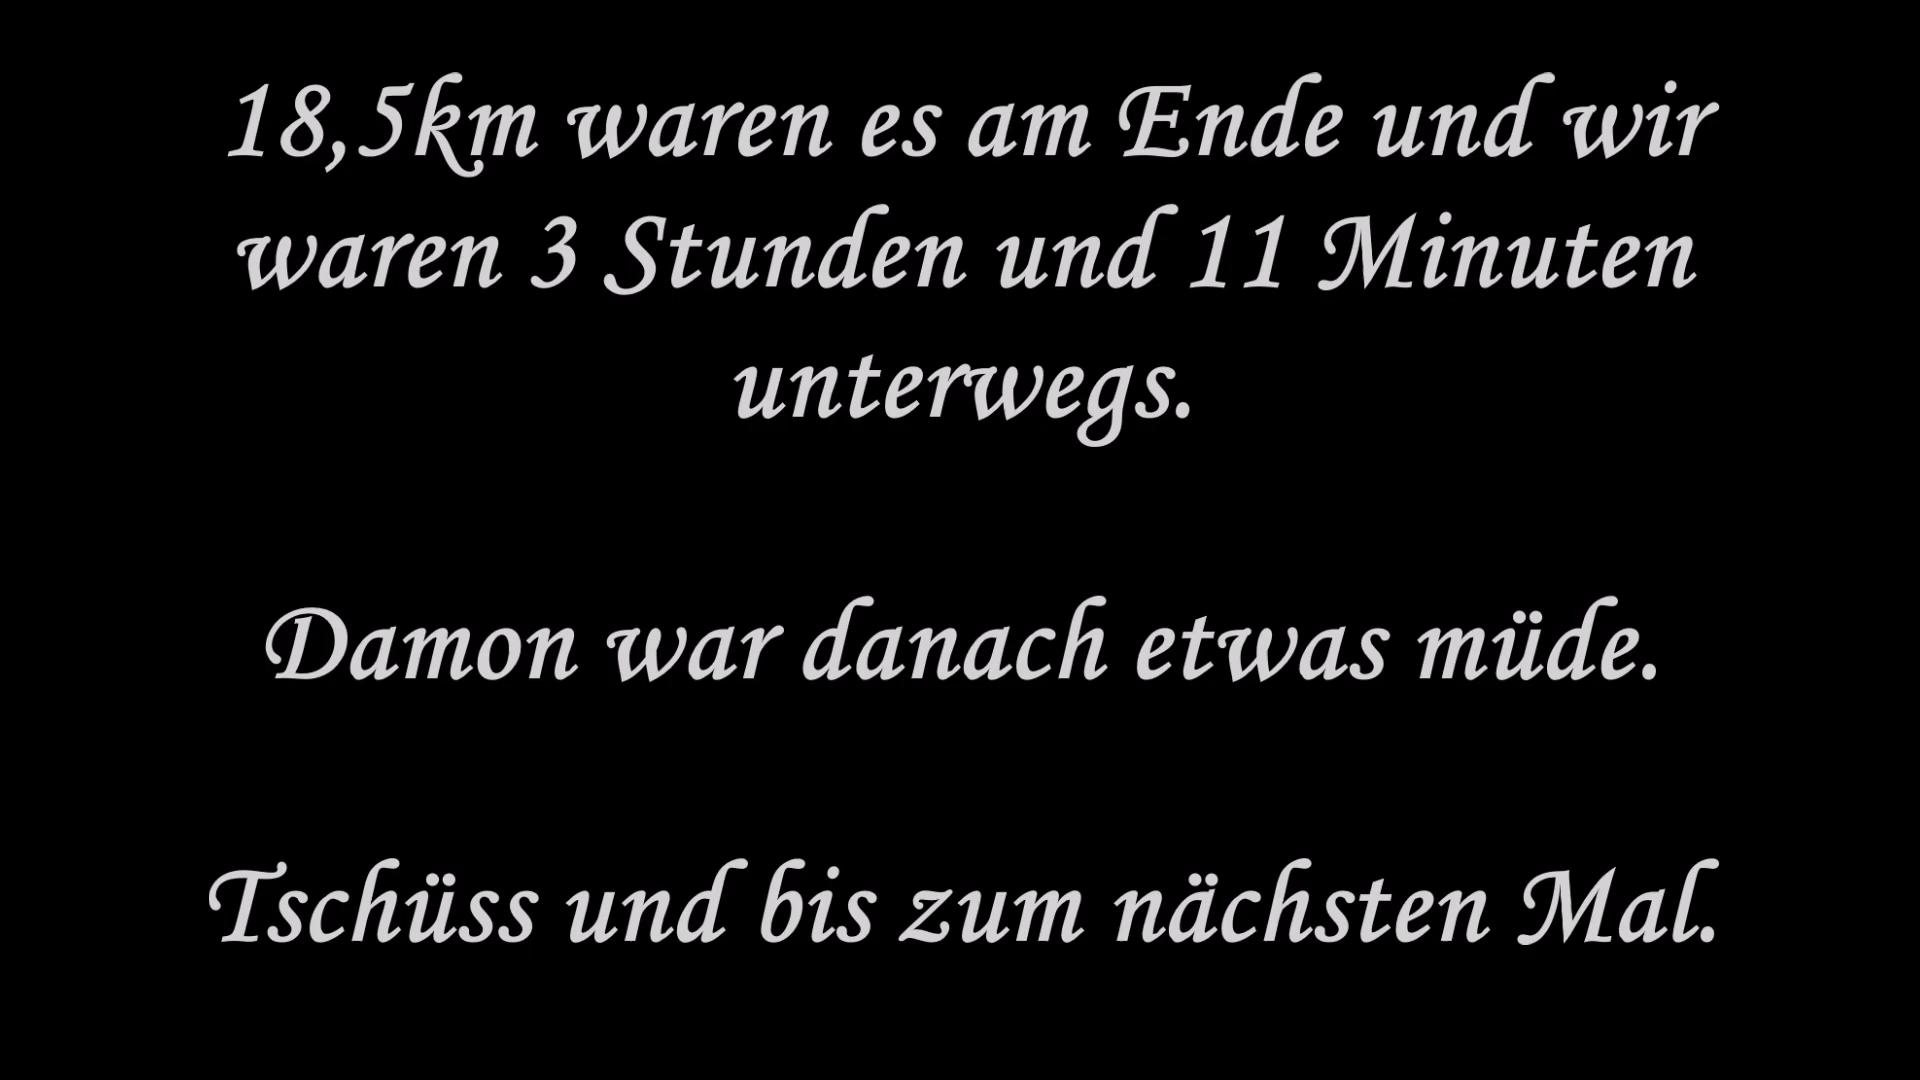 18,5km waren es am Ende und wir
waren 3 Stunden und 11 Minuten
unterwegs.
Damon war danach etwas müde.
Tschüss und bis zum nächsten Mal.